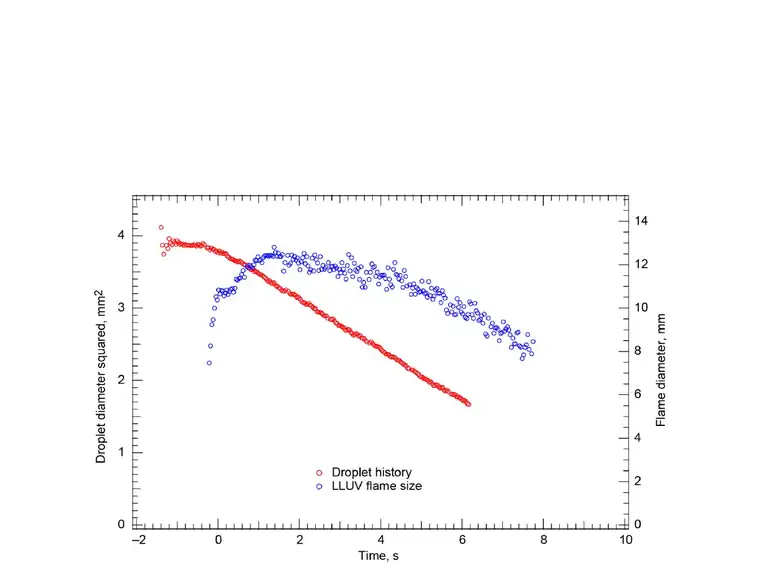 4
3
2
1
0
Droplet diameter squared, mm2
14
12
10
8
6
4
2
0
Flame diameter, mm
Droplet history
LLUV flame size
–2 0 2 4 6 8 10
Time, s